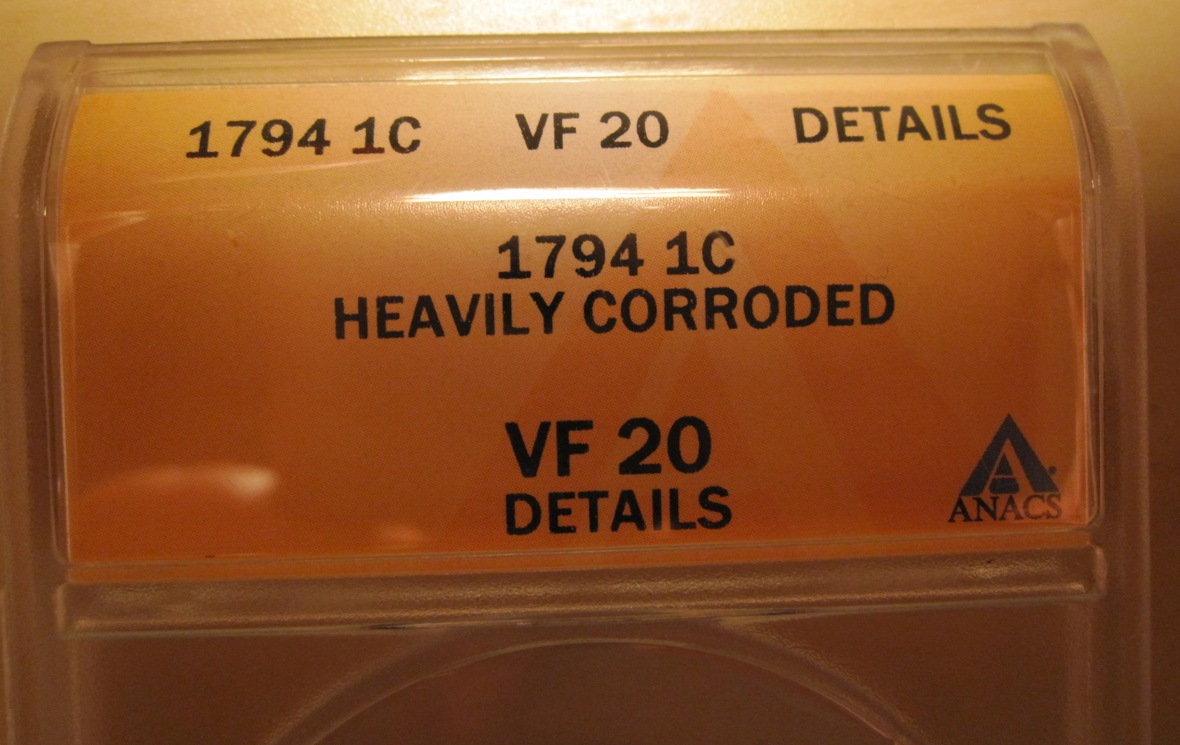 1794 1C VF 20 DETAILS
1794 1C
HEAVILY CORRODED
VF 20
DETAILS
ANACS